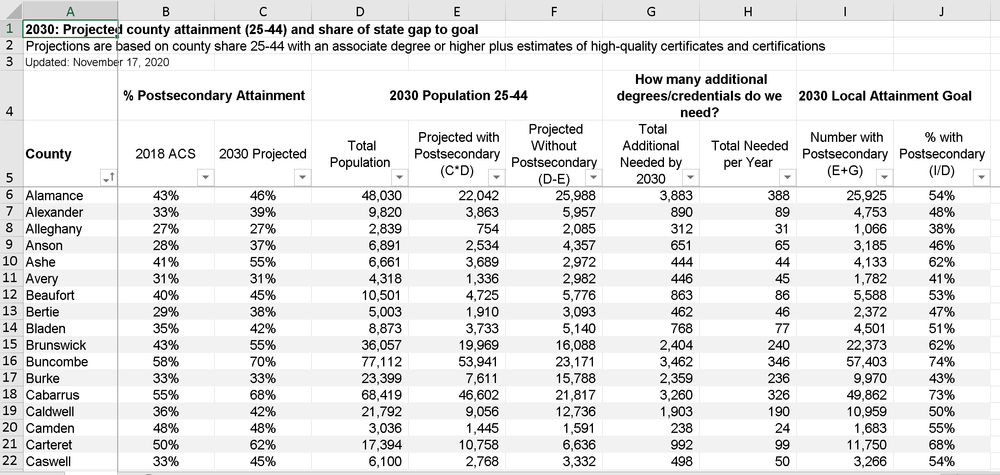 A B C D E F G H I J
1 2030: Projected county attainment (25-44) and share of state gap to goal
2 Projections are based on county share 25-44 with an associate degree or higher plus estimates of high-quality certificates and certifications
3 Updated: November 17, 2020
4 % Postsecondary Attainment 2030 Population 25-44 How many additional degrees/credentials do we need? 2030 Local Attainment Goal
5 County 2018 ACS 2030 Projected Total Population Projected with Postsecondary (C*D) Projected Without Postsecondary (D-E) Total Additional Needed by 2030 Total Needed per Year Number with Postsecondary (E+G) % with Postsecondary (I/D)
6 Alamance 43% 46% 48,030 22,042 25,988 3,883 388 25,925 54%
7 Alexander 33% 39% 9,820 3,863 5,957 890 89 4,753 48%
8 Alleghany 27% 27% 2,839 754 2,085 312 31 1,066 38%
9 Anson 28% 37% 6,891 2,534 4,357 651 65 3,185 46%
10 Ashe 41% 55% 6,661 3,689 2,972 444 44 4,133 62%
11 Avery 31% 31% 4,318 1,336 2,982 446 45 1,782 41%
12 Beaufort 40% 45% 10,501 4,725 5,776 863 86 5,588 53%
13 Bertie 29% 38% 5,003 1,910 3,093 462 46 2,372 47%
14 Bladen 35% 42% 8,873 3,733 5,140 768 77 4,501 51%
15 Brunswick 43% 55% 36,057 19,969 16,088 2,404 240 22,373 62%
16 Buncombe 58% 70% 77,112 53,941 23,171 3,462 346 57,403 74%
17 Burke 33% 33% 23,399 7,611 15,788 2,359 236 9,970 43%
18 Cabarrus 55% 68% 68,419 46,602 21,817 3,260 326 49,862 73%
19 Caldwell 36% 42% 21,792 9,056 12,736 1,903 190 10,959 50%
20 Camden 48% 48% 3,036 1,445 1,591 238 24 1,683 55%
21 Carteret 50% 62% 17,394 10,758 6,636 992 99 11,750 68%
22 Caswell 33% 45% 6,100 2,768 3,332 498 50 3,266 54%